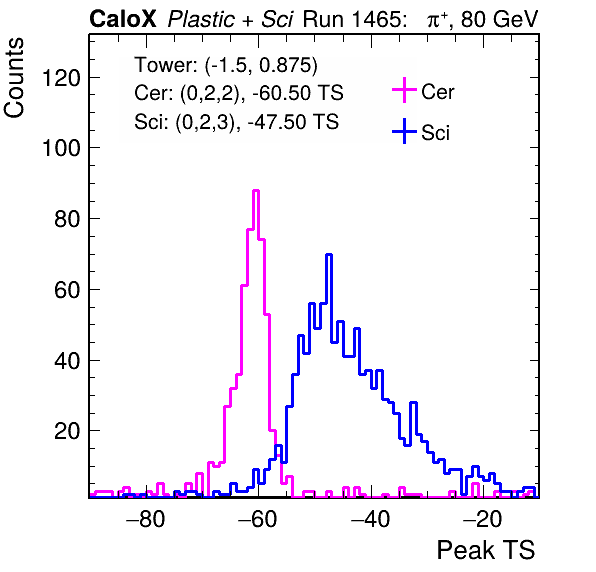 CaloX Plastic + Sci Run 1465: π⁺, 80 GeV
Counts
Tower: (-1.5, 0.875)
Cer: (0,2,2), -60.50 TS
Sci: (0,2,3), -47.50 TS
Cer
Sci
120
100
80
60
40
20
−80 −60 −40 −20
Peak TS